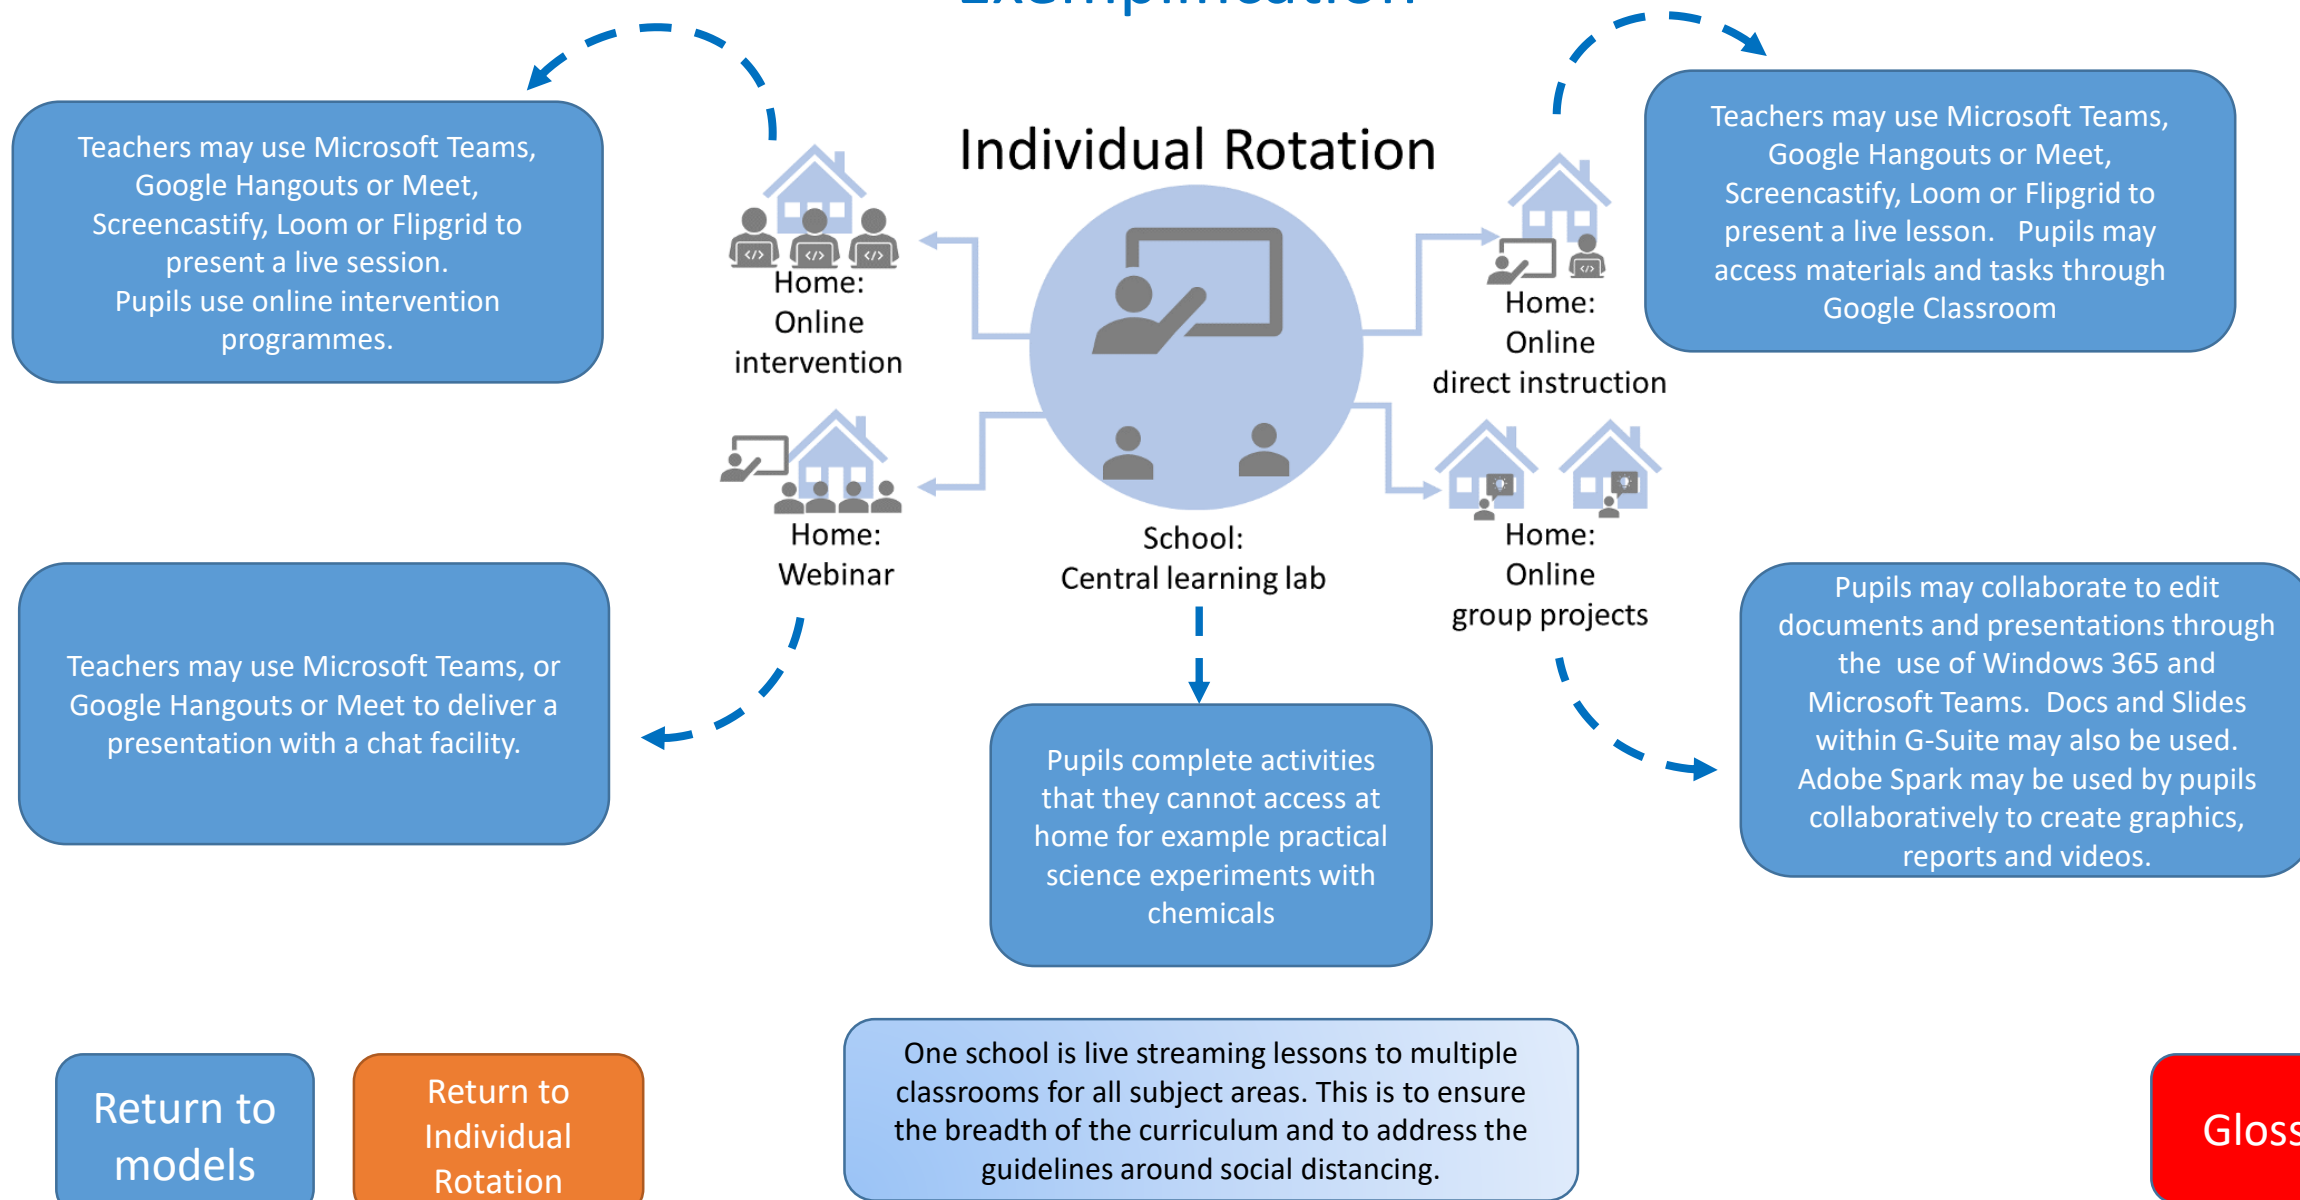 Exemplification
Individual Rotation
Teachers may use Microsoft Teams,
Google Hangouts or Meet,
Screencastify, Loom or Flipgrid to
present a live session.
Pupils use online intervention
programmes.
Teachers may use Microsoft Teams,
Google Hangouts or Meet,
Screencastify, Loom or Flipgrid to
present a live lesson. Pupils may
access materials and tasks through
Google Classroom
Home:
Online
intervention
Home:
Online
direct instruction
Home:
Webinar
School:
Central learning lab
Home:
Online
group projects
Teachers may use Microsoft Teams, or
Google Hangouts or Meet to deliver a
presentation with a chat facility.
Pupils complete activities
that they cannot access at
home for example practical
science experiments with
chemicals
Pupils may collaborate to edit
documents and presentations through
the use of Windows 365 and
Microsoft Teams. Docs and Slides
within G-Suite may also be used.
Adobe Spark may be used by pupils
collaboratively to create graphics,
reports and videos.
One school is live streaming lessons to multiple
classrooms for all subject areas. This is to ensure
the breadth of the curriculum and to address the
guidelines around social distancing.
Return to
models
Return to
Individual
Rotation